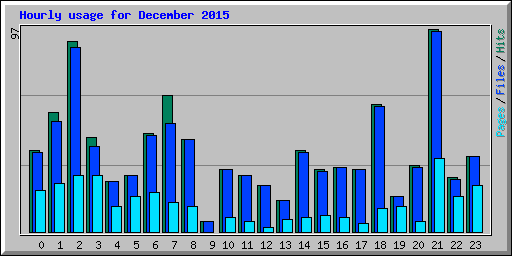 Hourly usage for December 2015
97
Pages/Files/Hits
0 1 2 3 4 5 6 7 8 9 10 11 12 13 14 15 16 17 18 19 20 21 22 23